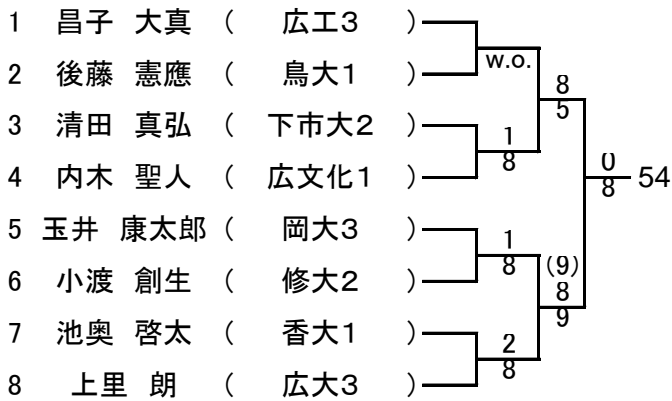 1 昌子 大真 ( 広工3 )
w.o.
2 後藤 憲應 ( 鳥大1 )
8
5
3 清田 真弘 ( 下市大2 )
1
8
4 内木 聖人 ( 広文化1 )
0
8
54
5 玉井 康太郎 ( 岡大3 )
1
8
6 小渡 創生 ( 修大2 )
(9)
8
9
7 池奥 啓太 ( 香大1 )
2
8
8 上里 朗 ( 広大3 )